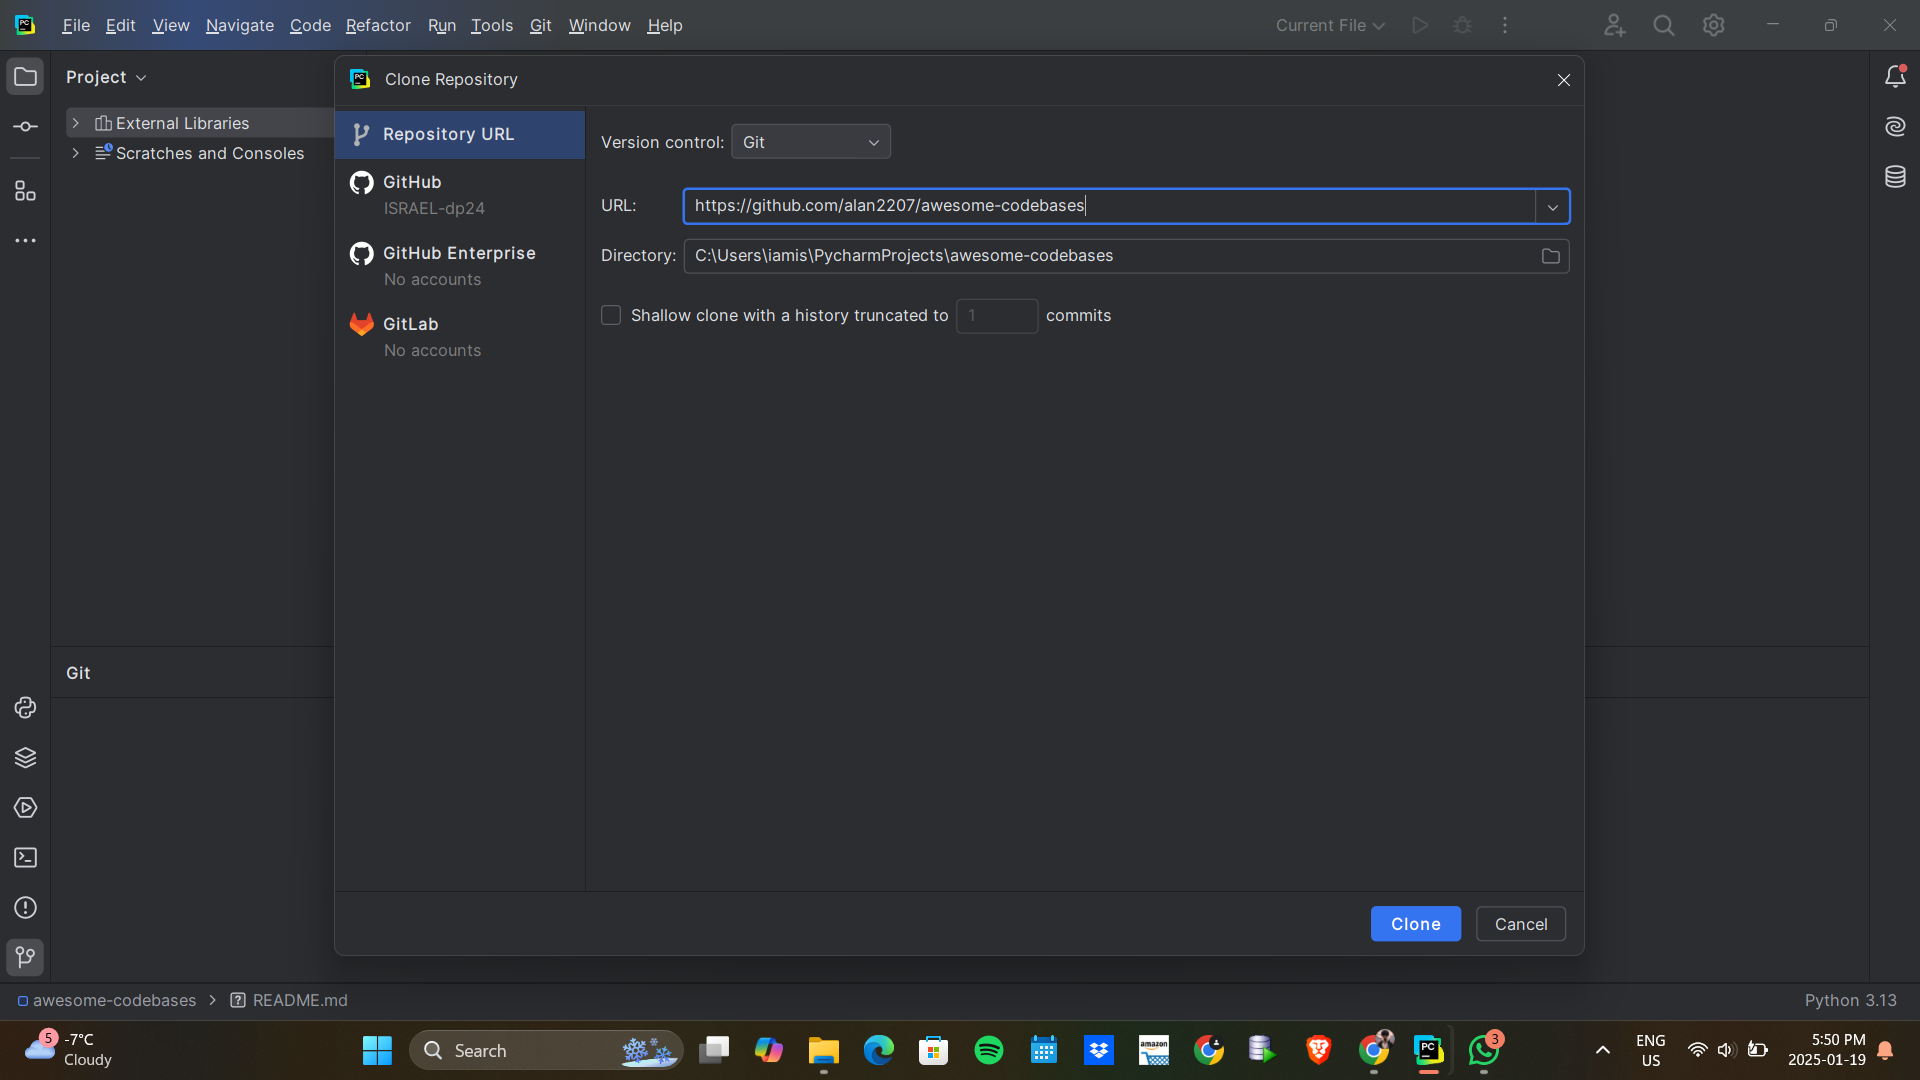 File Edit View Navigate Code Refactor Run Tools Git Window Help
Current File
Project
External Libraries
Scratches and Consoles
Clone Repository
Repository URL
GitHub
ISRAEL-dp24
GitHub Enterprise
No accounts
GitLab
No accounts
Version control: Git
URL: https://github.com/alan2207/awesome-codebases
Directory: C:\Users\iamis\PycharmProjects\awesome-codebases
Shallow clone with a history truncated to 1 commits
Git
Clone Cancel
awesome-codebases > README.md
Python 3.13
5
-7°C
Cloudy
Search
amazon
PC
3
ENG
US
5:50 PM
2025-01-19